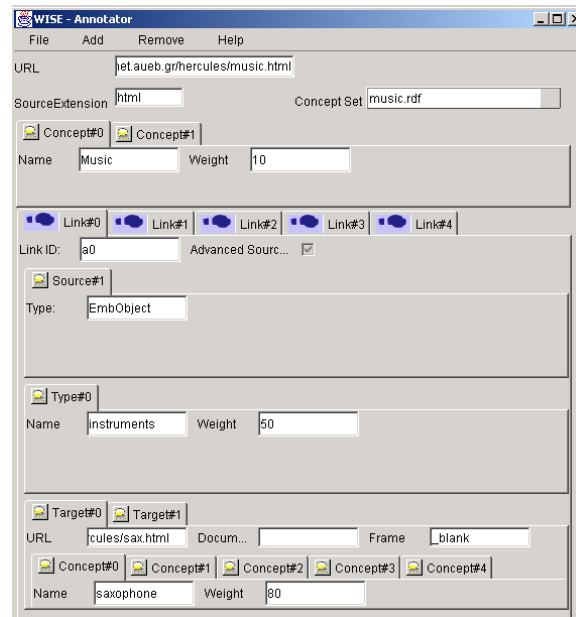 WISE - Annotator
File Add Remove Help
URL net.aueb.gr/hercules/music.html
SourceExtension html Concept Set music.rdf
Concept#0 Concept#1
Name Music Weight 10
Link#0 Link#1 Link#2 Link#3 Link#4
Link ID: a0 Advanced Sourc...
Source#1
Type: EmbObject
Type#0
Name instruments Weight 50
Target#0 Target#1
URL rcules/sax.html Docum... Frame _blank
Concept#0 Concept#1 Concept#2 Concept#3 Concept#4
Name saxophone Weight 80